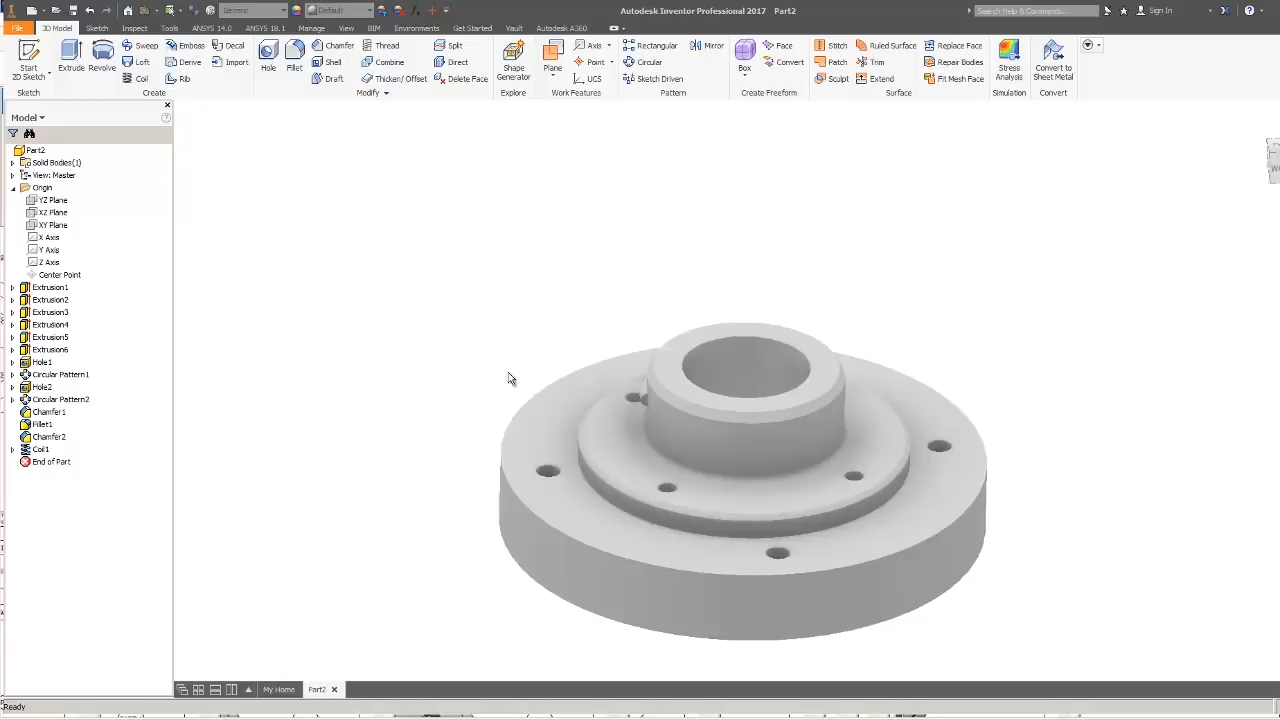 Generic Default Autodesk Inventor Professional 2017 Part2 Search Help & Commands... Sign In
File 3D Model Sketch Inspect Tools ANSYS 14.0 ANSYS 18.1 Manage View BIM Environments Get Started Vault Autodesk A360
Sweep Emboss Decal Chamfer Thread Split Axis Rectangular Mirror Face Stitch Ruled Surface Replace Face
Start 2D Sketch Extrude Revolve Loft Derive Import Hole Fillet Shell Combine Direct Shape Generator Plane Point Circular Box Convert Patch Trim Repair Bodies Stress Analysis Convert to Sheet Metal
Coil Rib Draft Thicken/ Offset Delete Face UCS Sketch Driven Sculpt Extend Fit Mesh Face
Sketch Create Modify Explore Work Features Pattern Create Freeform Surface Simulation Convert
Model
Part2
Solid Bodies(1)
View: Master
Origin
YZ Plane
XZ Plane
XY Plane
X Axis
Y Axis
Z Axis
Center Point
Extrusion1
Extrusion2
Extrusion3
Extrusion4
Extrusion5
Extrusion6
Hole1
Circular Pattern1
Hole2
Circular Pattern2
Chamfer1
Fillet1
Chamfer2
Coil1
End of Part
My Home Part2
Ready